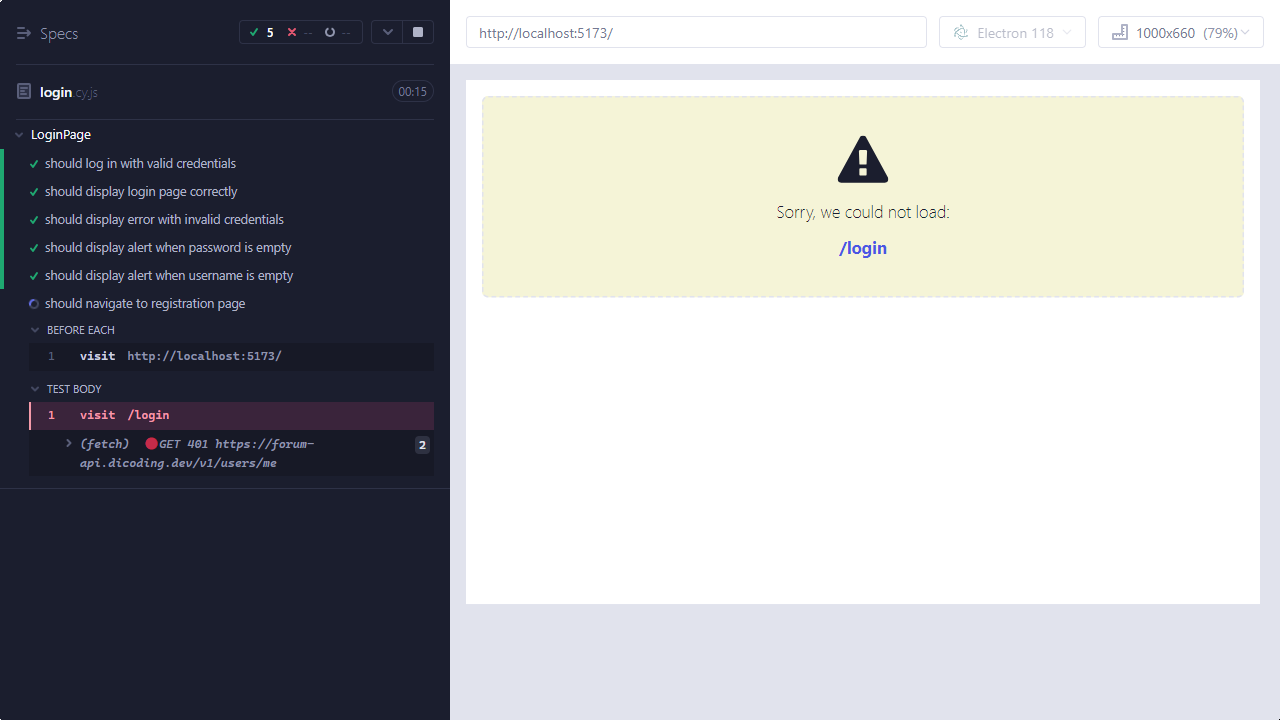 Specs
5 -- --
login.cy.js
00:15
LoginPage
should log in with valid credentials
should display login page correctly
should display error with invalid credentials
should display alert when password is empty
should display alert when username is empty
should navigate to registration page
BEFORE EACH
1 visit http://localhost:5173/
TEST BODY
1 visit /login
(fetch) GET 401 https://forum-
api.dicoding.dev/v1/users/me
2
http://localhost:5173/
Electron 118
1000x660 (79%)
Sorry, we could not load:
/login